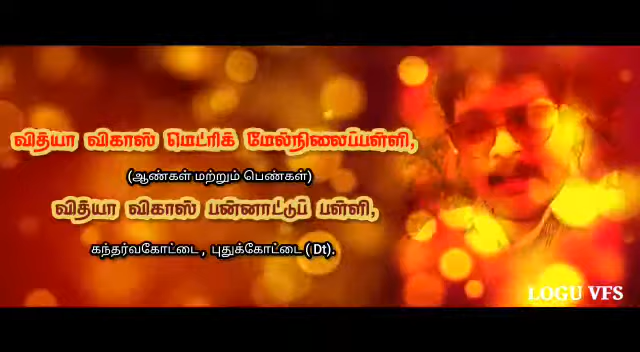 வித்யா விகாஸ் மெட்ரிக் மேல்நிலைப்பள்ளி,
(ஆண்கள் மற்றும் பெண்கள்)
வித்யா விகாஸ் பன்னாட்டுப் பள்ளி,
கந்தர்வகோட்டை , புதுக்கோட்டை (Dt).
LOGU VFS